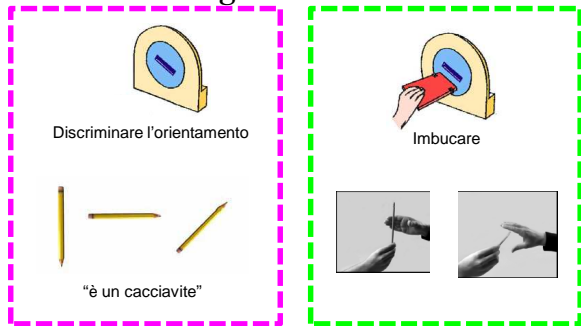 Discriminare l'orientamento
Imbucare
“è un cacciavite”